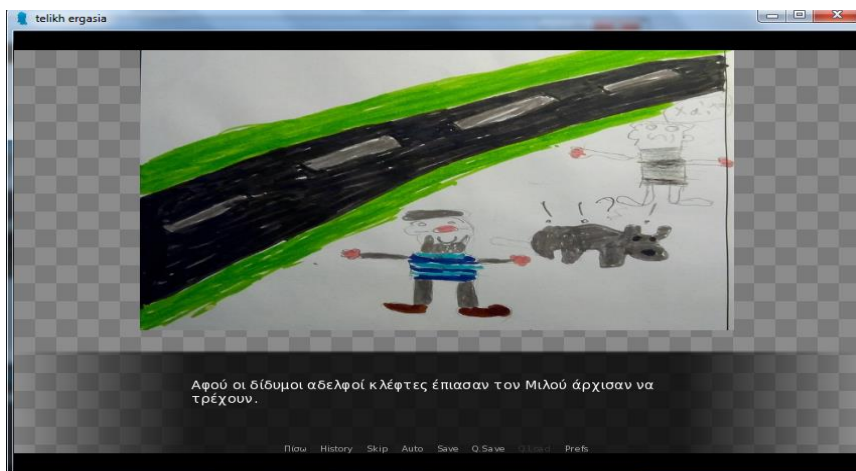 telikh ergasia
! ! ? !
Αφού οι δίδυμοι αδελφοί κλέφτες έπιασαν τον Μιλού άρχισαν να
τρέχουν.
Πίσω History Skip Auto Save Q.Save Q.Load Prefs